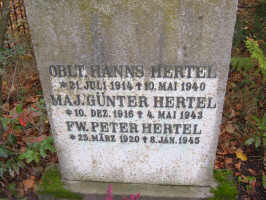 OBLT. HANNS HERTEL
* 21. JULI 1914 † 10. MAI 1940
MAJ. GÜNTER HERTEL
* 10. DEZ. 1916 † 4. MAI 1943
FW. PETER HERTEL
* 23. MÄRZ 1920 † 8. JAN. 1945